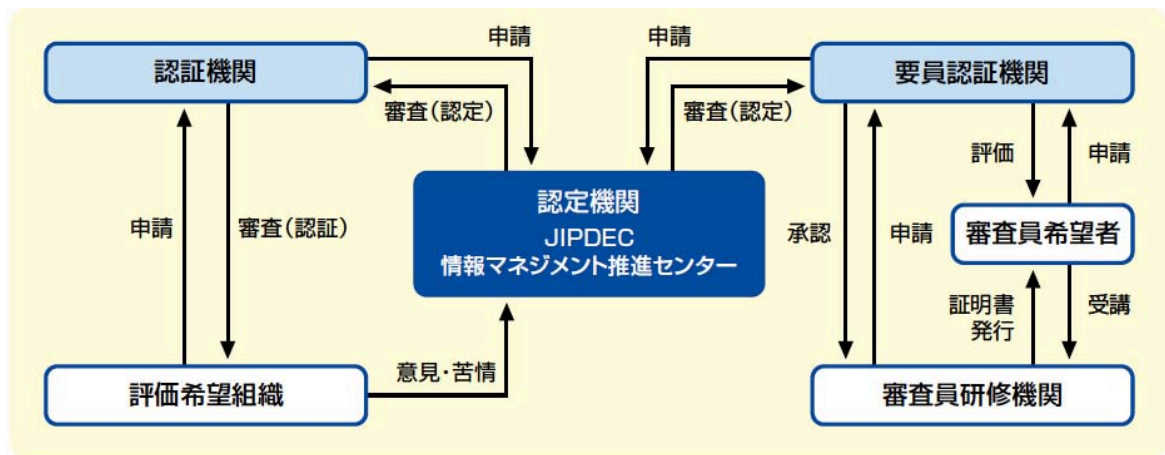 申請
申請
認証機関
要員認証機関
審査(認定)
審査(認定)
評価
申請
認定機関
JIPDEC
情報マネジメント推進センター
申請
審査(認証)
承認
申請
審査員希望者
証明書
発行
受講
意見・苦情
評価希望組織
審査員研修機関